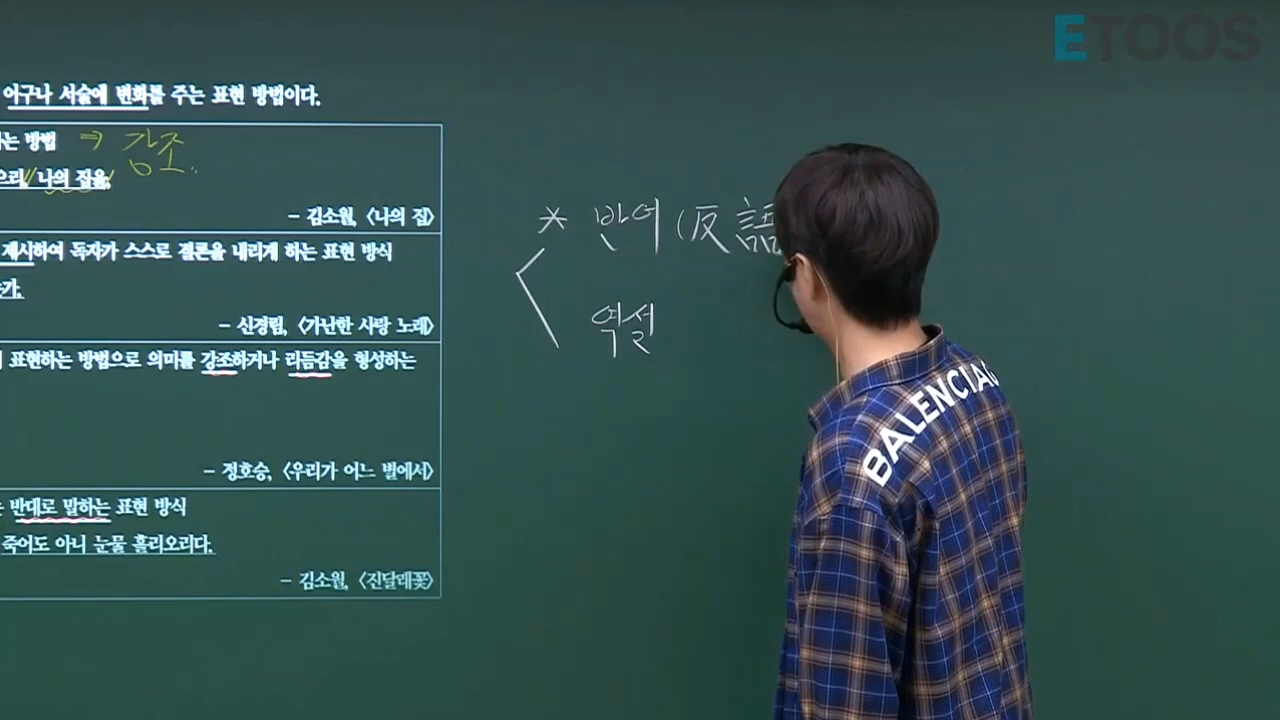 ETOOS
어구나 서술에 변화를 주는 표현 방법이다.
는 방법 ⇒ 강조
으리 나의 집을,
– 김소월, 〈나의 집〉
제시하여 독자가 스스로 결론을 내리게 하는 표현 방식
가.
– 신경림, 〈가난한 사랑 노래〉
표현하는 방법으로 의미를 강조하거나 리듬감을 형성하는
– 정호승, 〈우리가 어느 별에서〉
반대로 말하는 표현 방식
죽어도 아니 눈물 흘리오리다.
– 김소월, 〈진달래꽃〉
* 반어 (反語
역설
BALENCIAG